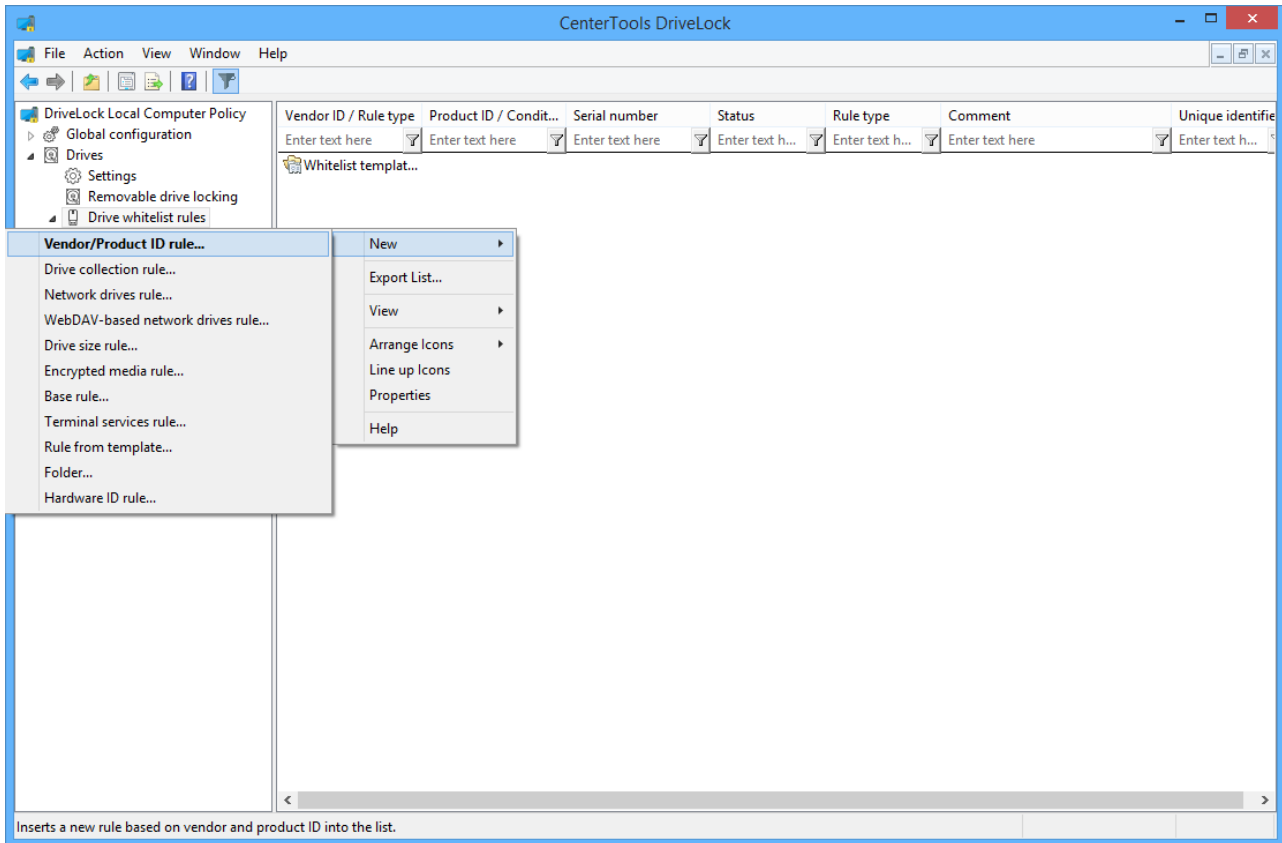 CenterTools DriveLock
File Action View Window Help
DriveLock Local Computer Policy
Global configuration
Drives
Settings
Removable drive locking
Drive whitelist rules
Vendor ID / Rule type Product ID / Condit... Serial number Status Rule type Comment Unique identifie
Enter text here Enter text here Enter text here Enter text h... Enter text h... Enter text here Enter text h...
Whitelist templat...
New
Export List...
View
Arrange Icons
Line up Icons
Properties
Help
Vendor/Product ID rule...
Drive collection rule...
Network drives rule...
WebDAV-based network drives rule...
Drive size rule...
Encrypted media rule...
Base rule...
Terminal services rule...
Rule from template...
Folder...
Hardware ID rule...
Inserts a new rule based on vendor and product ID into the list.